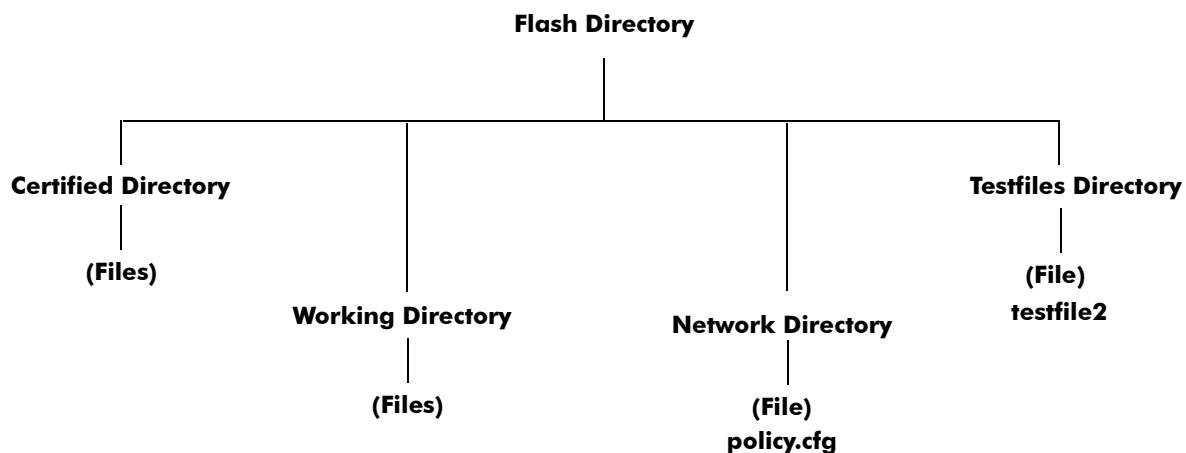 Flash Directory
Certified Directory
(Files)
Working Directory
(Files)
Network Directory
(File)
policy.cfg
Testfiles Directory
(File)
testfile2